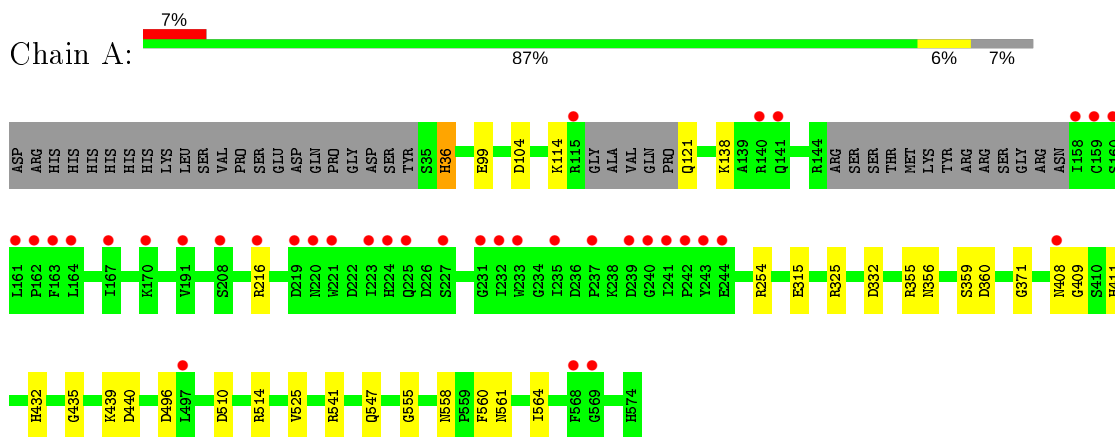 7%
Chain A:
87% 6% 7%
ASP ARG HIS HIS HIS HIS HIS HIS HIS LYS LEU SER VAL PRO SER GLU ASP GLN PRO GLY ASP SER TYR S35 H36 E99 D104 K114 R115 GLY ALA VAL GLN PRO Q121 K138 A139 R140 Q141 R144 ARG SER SER THR MET LYS TYR ARG ARG SER GLY ARG ASN I158 C159 S160
L161 P162 F163 L164 I167 K170 V191 S208 R216 D219 N220 W221 D222 I223 H224 Q225 D226 S227 G231 I232 W233 G234 I235 D236 P237 K238 D239 G240 I241 P242 Y243 E244 R254 E315 R325 D332 R355 N356 S359 D360 G371 N408 G409 S410 H411
H432 G435 K439 D440 D496 L497 D510 R514 V525 R541 Q547 G555 N558 P559 F560 N561 I564 F568 G569 H574